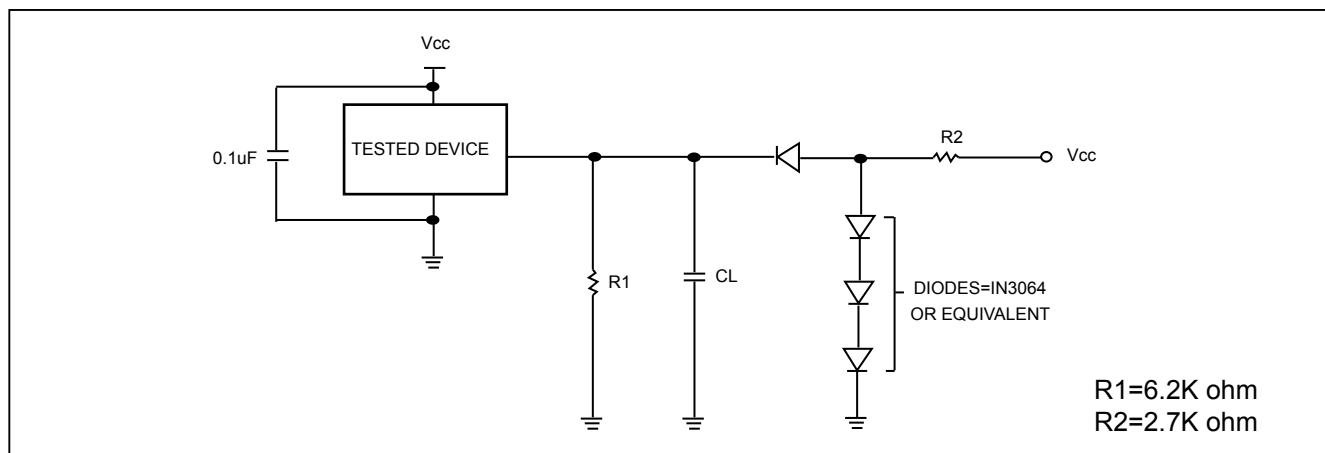 Vcc
0.1uF
TESTED DEVICE
R2
Vcc
R1
CL
DIODES=IN3064
OR EQUIVALENT
R1=6.2K ohm
R2=2.7K ohm